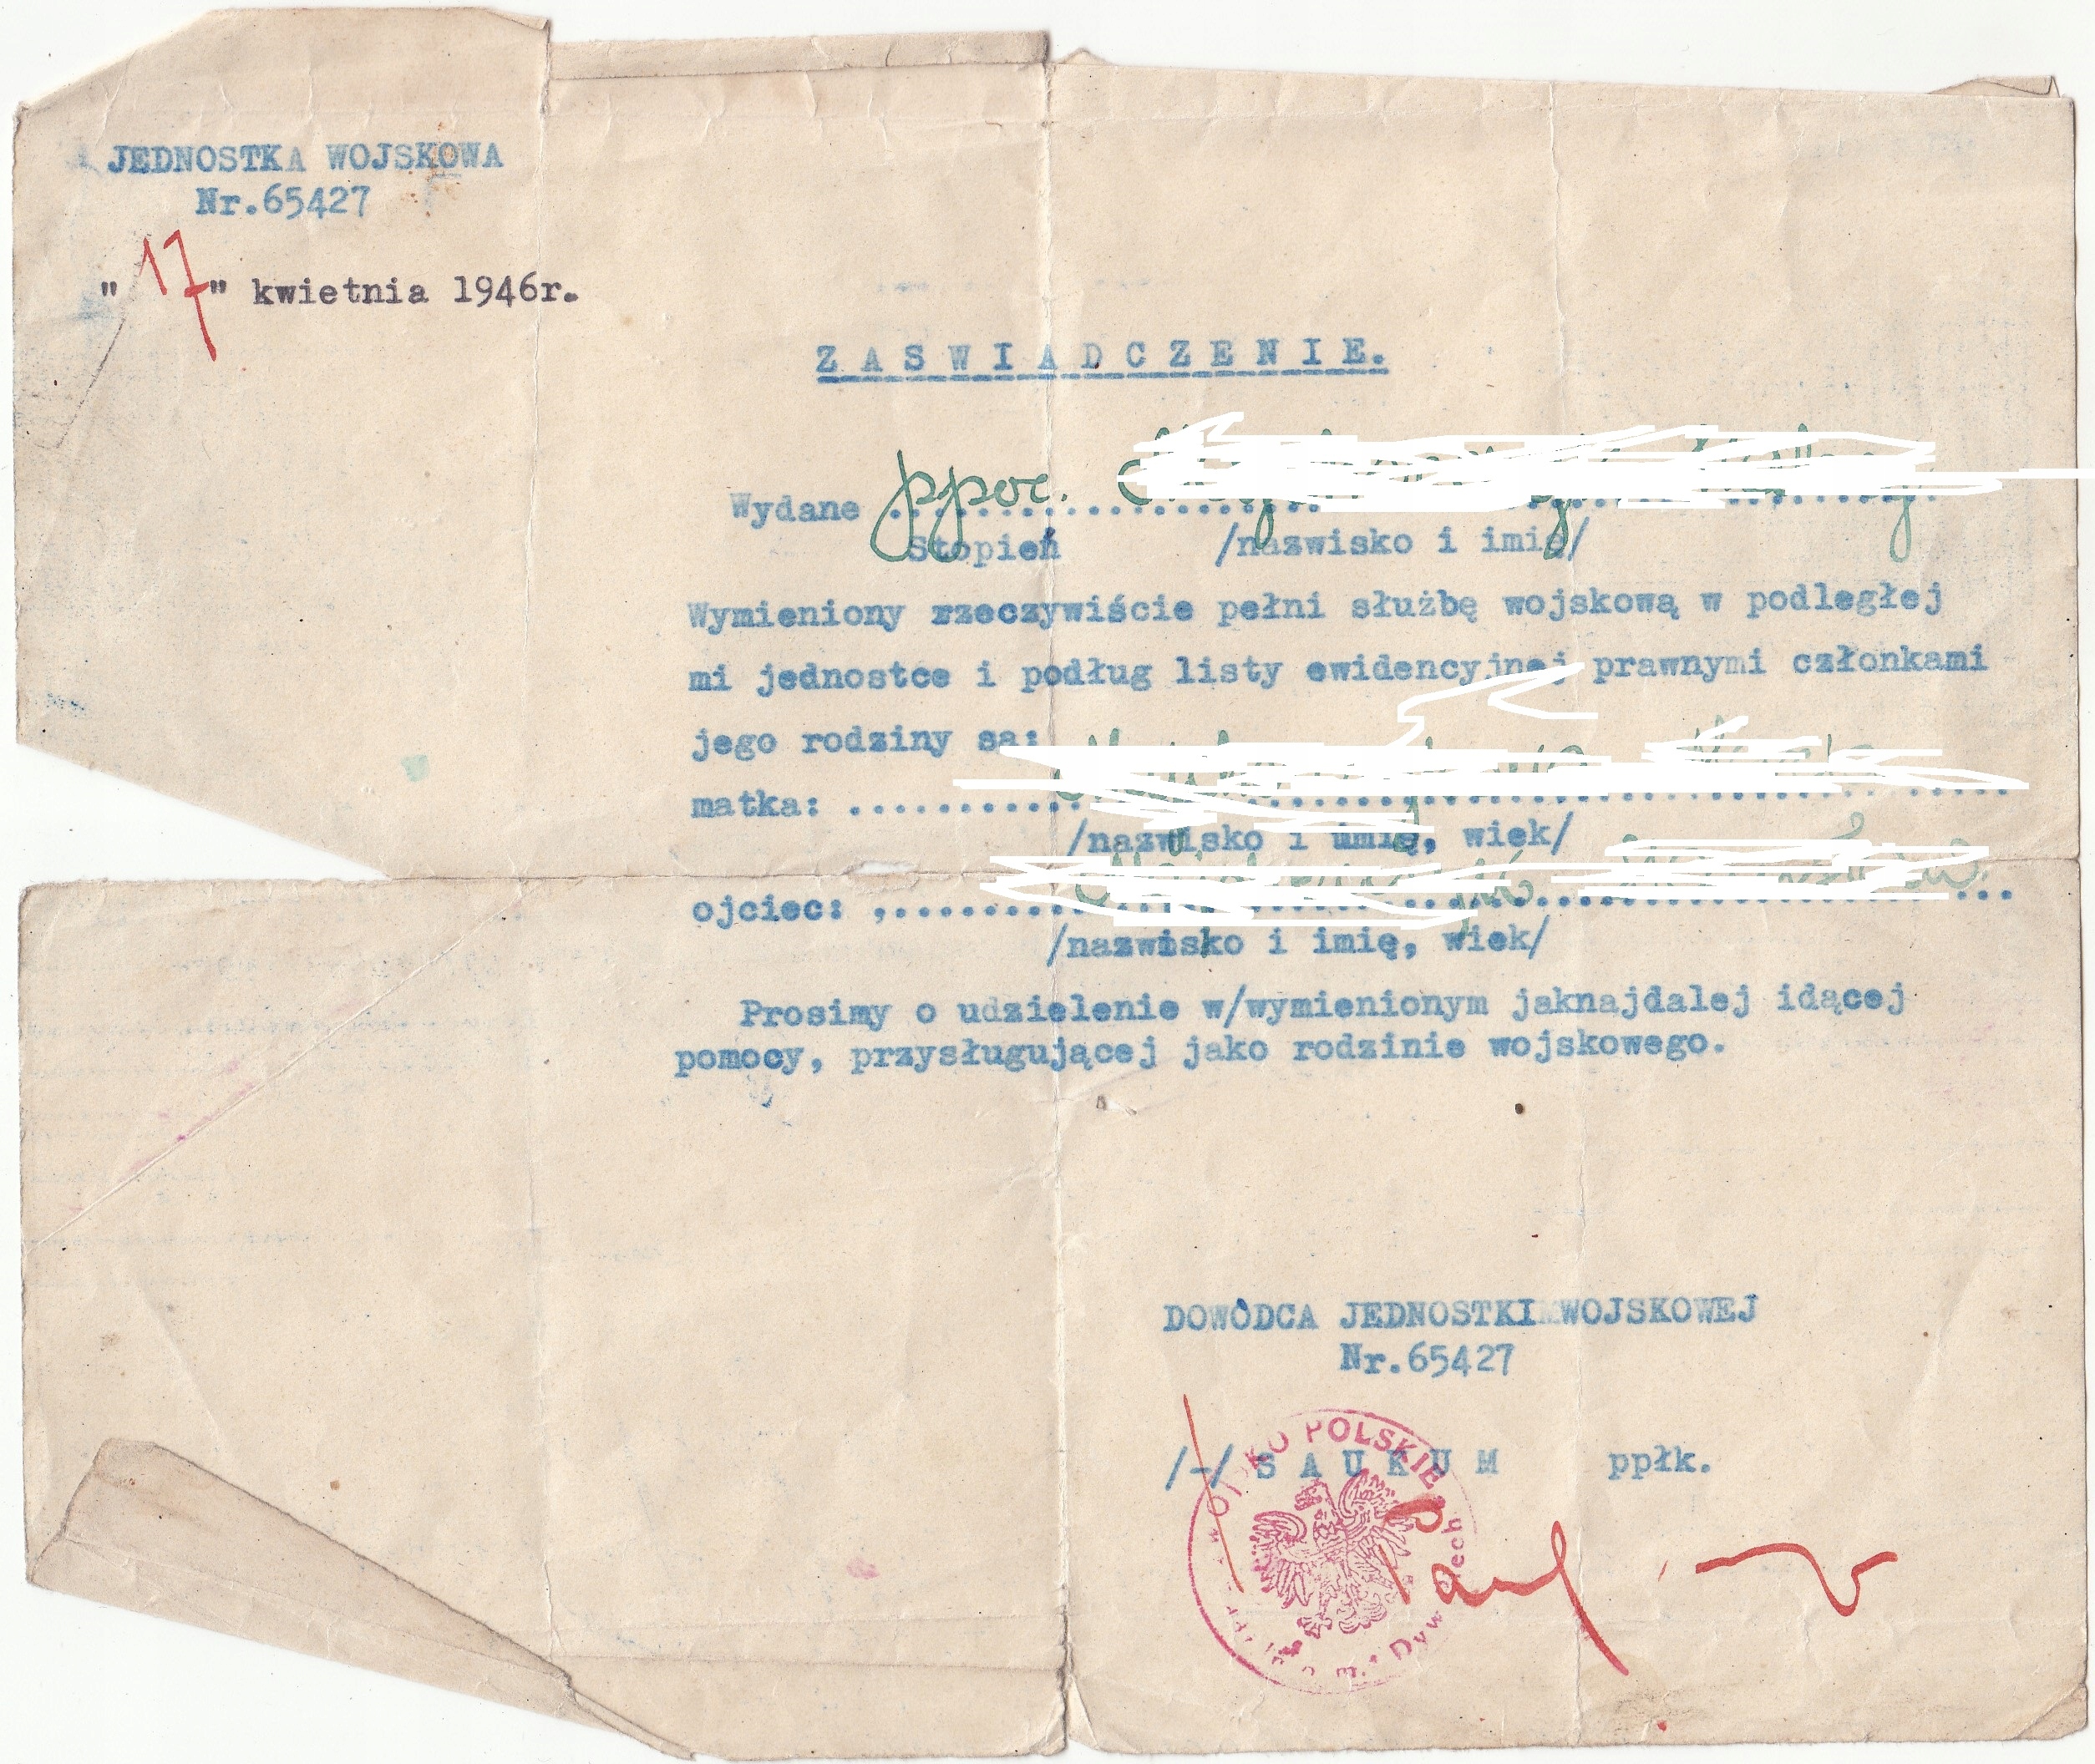 JEDNOSTKA WOJSKOWA
Nr.65427
"17" kwietnia 1946r.
ZASWIADCZENIE.
Wydane ppor.
Stopień /nazwisko i imię/
Wymieniony rzeczywiście pełni służbę wojskową w podległej
mi jednostce i podług listy ewidencyjnej prawnymi członkami
jego rodziny są:
matka:
/nazwisko i imię, wiek/
ojciec:
/nazwisko i imię, wiek/
Prosimy o udzielenie w/wymienionym jaknajdalej idącej
pomocy, przysługującej jako rodzinie wojskowego.
DOWÓDCA JEDNOSTKI WOJSKOWEJ
Nr.65427
/-/ SAUKUM ppłk.
WOJSKO POLSKIE